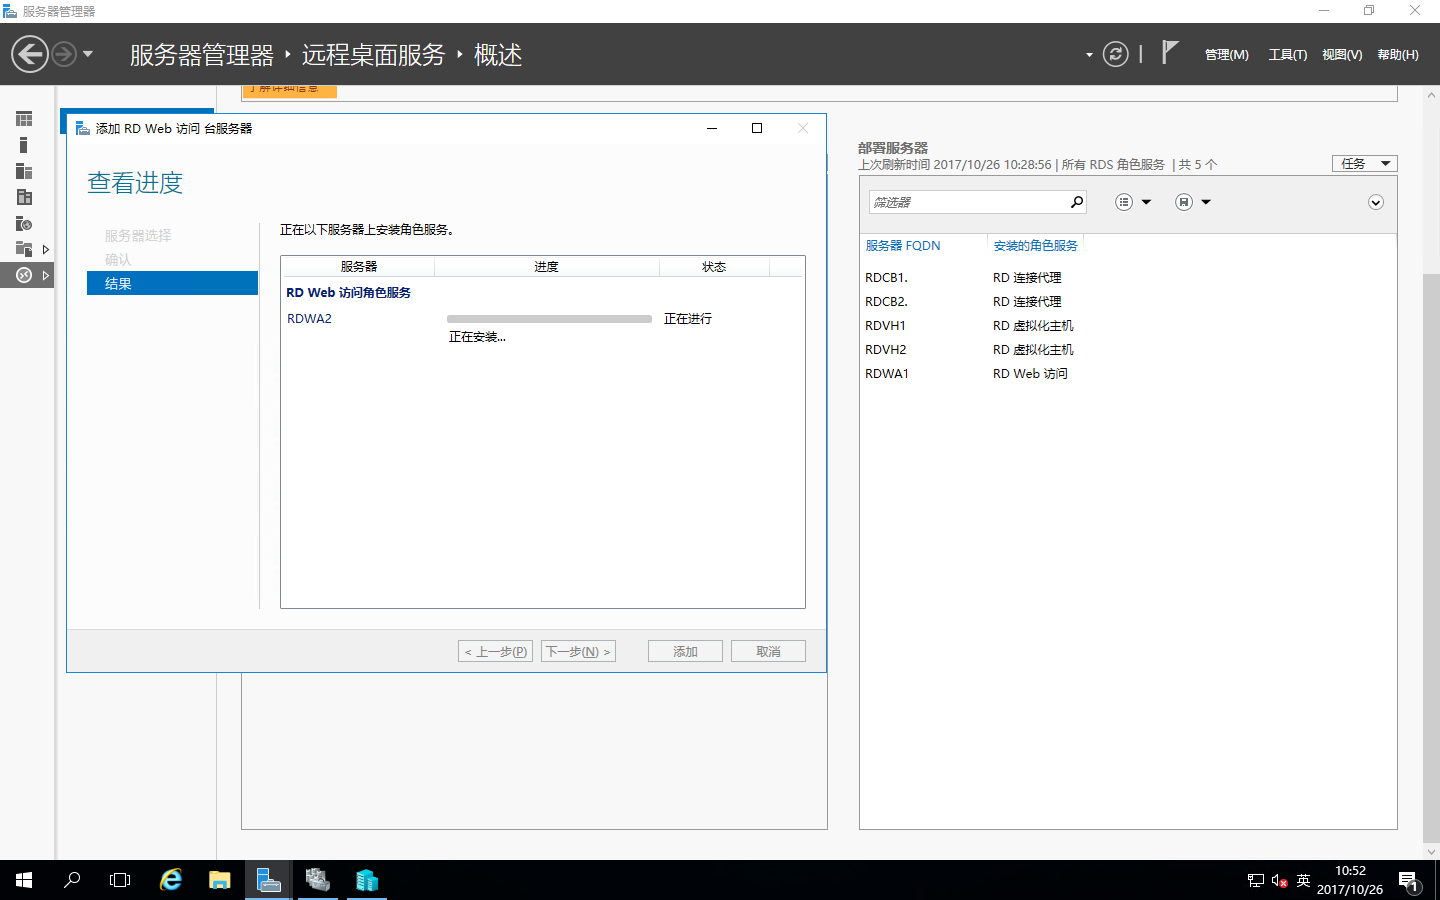 服务器管理器
服务器管理器 ‣ 远程桌面服务 ‣ 概述
管理(M)
工具(T)
视图(V)
帮助(H)
了解详细信息
添加 RD Web 访问 台服务器
查看进度
服务器选择
确认
结果
正在以下服务器上安装角色服务。
服务器
进度
状态
RD Web 访问角色服务
RDWA2
正在进行
正在安装...
< 上一步(P)
下一步(N) >
添加
取消
部署服务器
上次刷新时间 2017/10/26 10:28:56 | 所有 RDS 角色服务 | 共 5 个
任务
筛选器
服务器 FQDN
安装的角色服务
RDCB1.
RD 连接代理
RDCB2.
RD 连接代理
RDVH1
RD 虚拟化主机
RDVH2
RD 虚拟化主机
RDWA1
RD Web 访问
英
10:52
2017/10/26
1